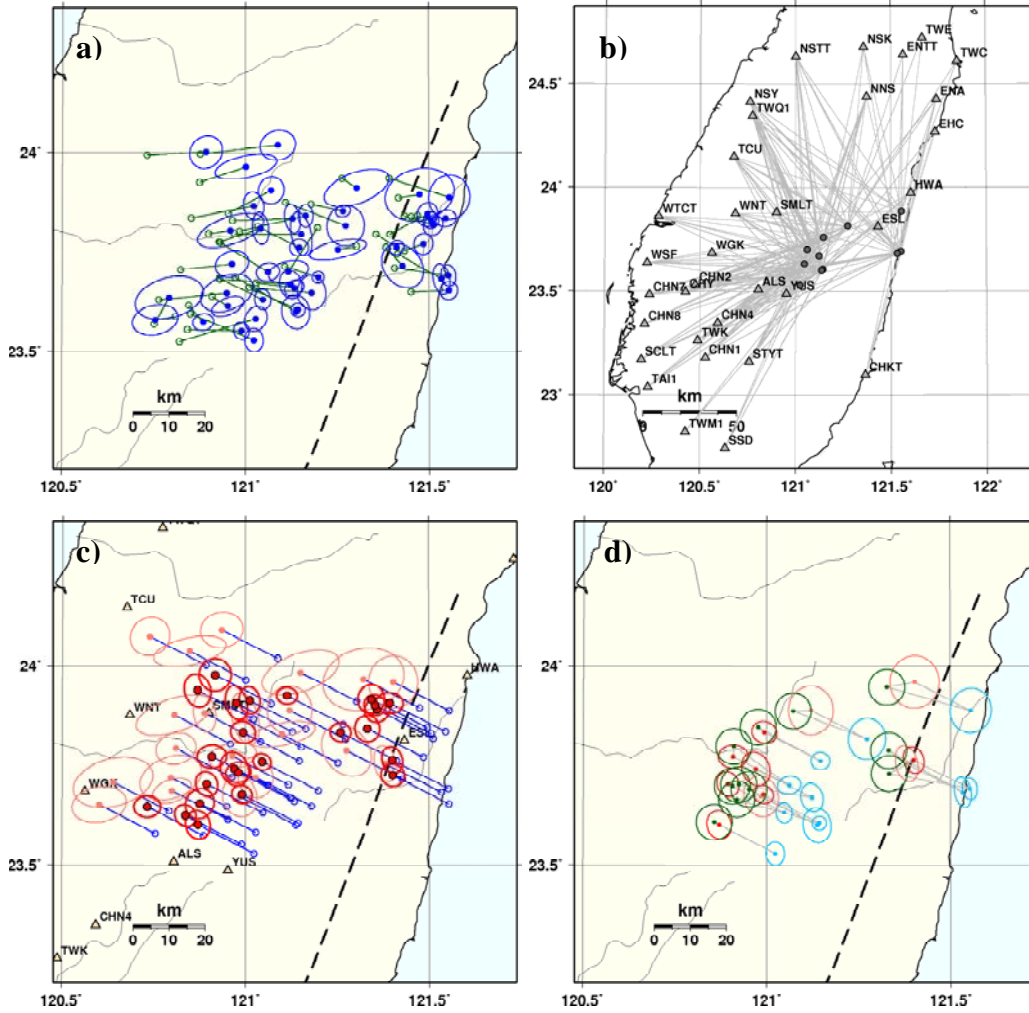 a)
24˚
23.5˚
km
0 10 20
120.5˚ 121˚ 121.5˚
b)
24.5˚
24˚
23.5˚
23˚
NSTT
NSK
TWE
ENTT
TWC
NSY
TWQ1
NNS
ENA
EHC
TCU
HWA
WTCT
WNT
SMLT
ESL
WSF
WGK
CHN7
CHY
CHN2
ALS
YUS
CHN8
CHN4
TWK
SCLT
CHN1
STYT
TAI1
CHKT
km
0 50
TWM1
SSD
120˚ 120.5˚ 121˚ 121.5˚ 122˚
c)
24˚
23.5˚
TCU
HWA
WNT
ESL
WGK
ALS
YUS
CHN4
TWK
km
0 10 20
120.5˚ 121˚ 121.5˚
d)
24˚
23.5˚
km
0 10 20
120.5˚ 121˚ 121.5˚